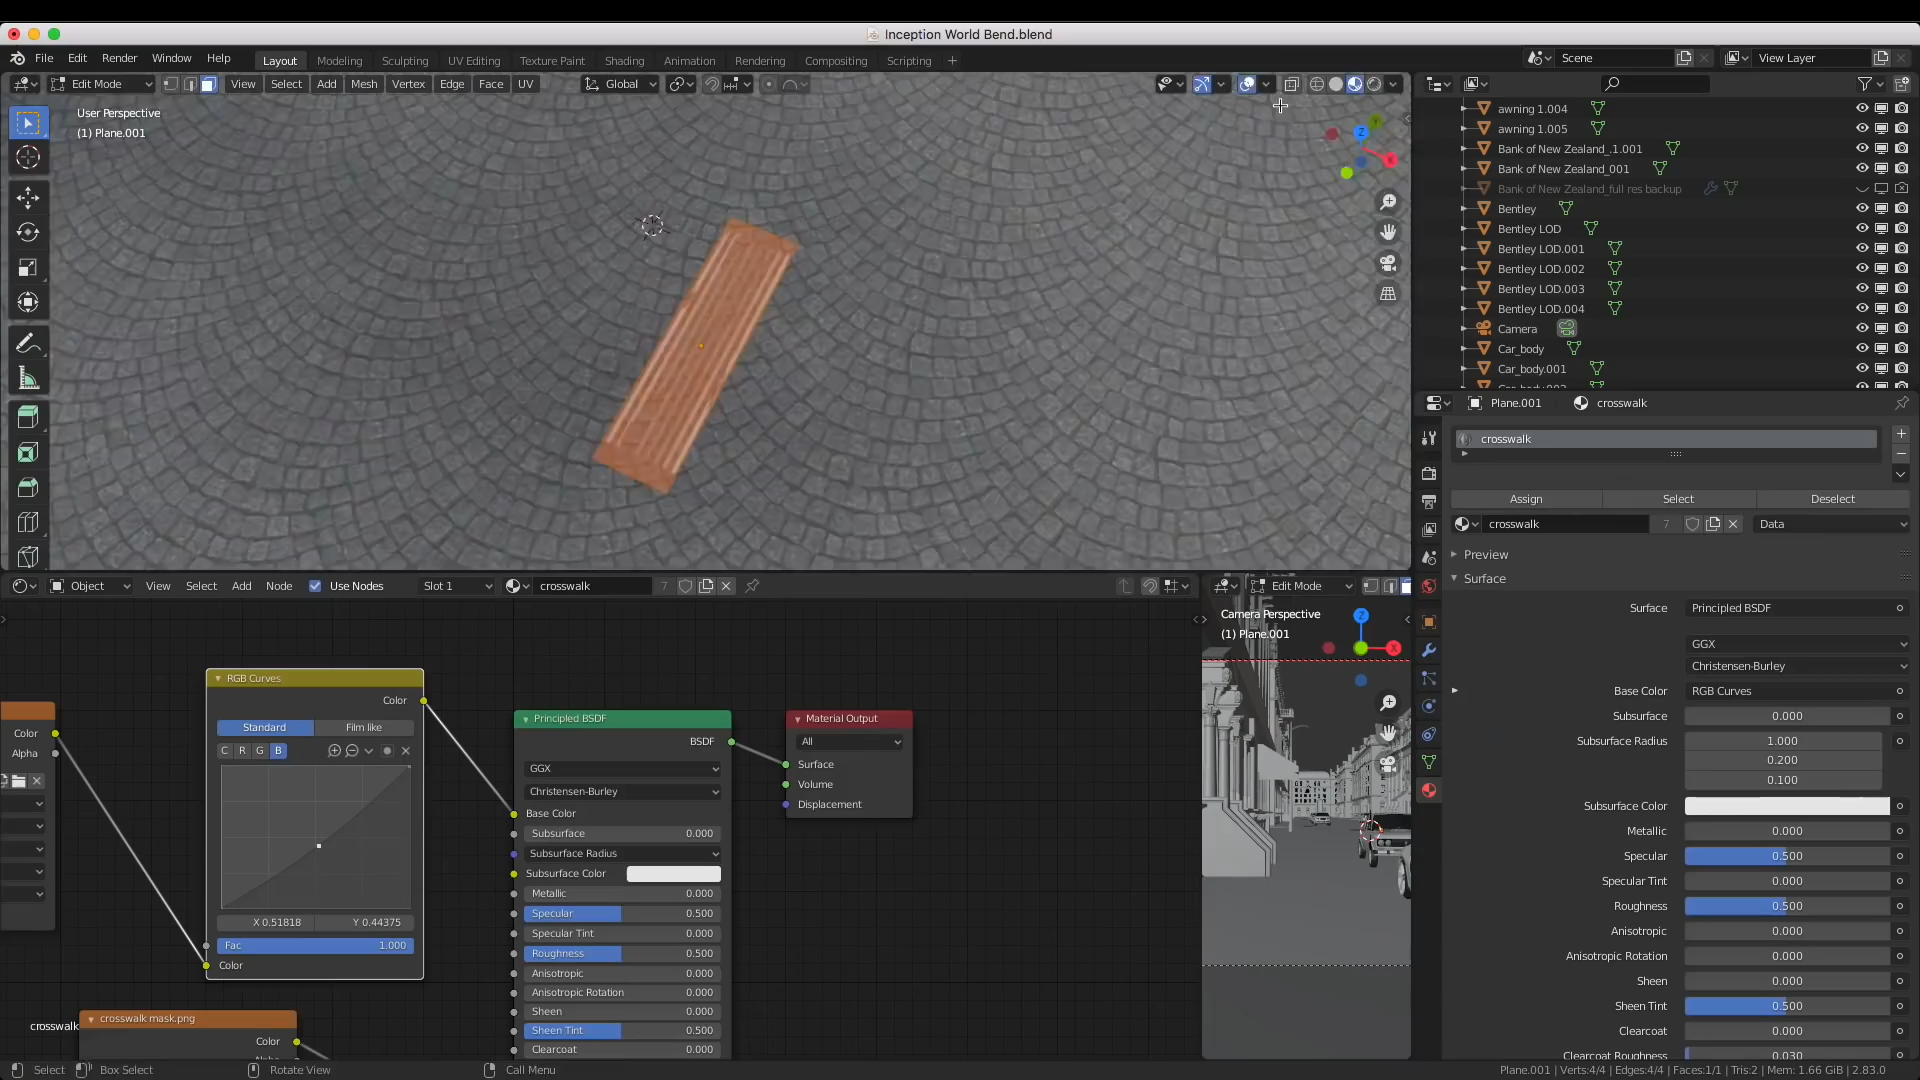 Inception World Bend.blend
File Edit Render Window Help Layout Modeling Sculpting UV Editing Texture Paint Shading Animation Rendering Compositing Scripting + Scene View Layer
Edit Mode View Select Add Mesh Vertex Edge Face UV Global
User Perspective
(1) Plane.001
Z
X
Y
awning 1.004
awning 1.005
Bank of New Zealand_.1.001
Bank of New Zealand_001
Bank of New Zealand_full res backup
Bentley
Bentley LOD
Bentley LOD.001
Bentley LOD.002
Bentley LOD.003
Bentley LOD.004
Camera
Car_body
Car_body.001
Plane.001 crosswalk
crosswalk
Assign Select Deselect
crosswalk 7 Data
Preview
Surface
Surface Principled BSDF
GGX
Christensen-Burley
Base Color RGB Curves
Subsurface 0.000
Subsurface Radius 1.000
0.200
0.100
Subsurface Color
Metallic 0.000
Specular 0.500
Specular Tint 0.000
Roughness 0.500
Anisotropic 0.000
Anisotropic Rotation 0.000
Sheen 0.000
Sheen Tint 0.500
Clearcoat 0.000
Clearcoat Roughness 0.030
Object View Select Add Node Use Nodes Slot 1 crosswalk 7
Color
Alpha
RGB Curves
Color
Standard Film like
C R G B
X 0.51818 Y 0.44375
Fac 1.000
Color
crosswalk
crosswalk mask.png
Color
Principled BSDF
BSDF
GGX
Christensen-Burley
Base Color
Subsurface 0.000
Subsurface Radius
Subsurface Color
Metallic 0.000
Specular 0.500
Specular Tint 0.000
Roughness 0.500
Anisotropic 0.000
Anisotropic Rotation 0.000
Sheen 0.000
Sheen Tint 0.500
Clearcoat 0.000
Material Output
All
Surface
Volume
Displacement
Edit Mode
Camera Perspective
(1) Plane.001
Z
X
Select Box Select Rotate View Call Menu
Plane.001 | Verts:4/4 | Edges:4/4 | Faces:1/1 | Tris:2 | Mem: 1.66 GiB | 2.83.0